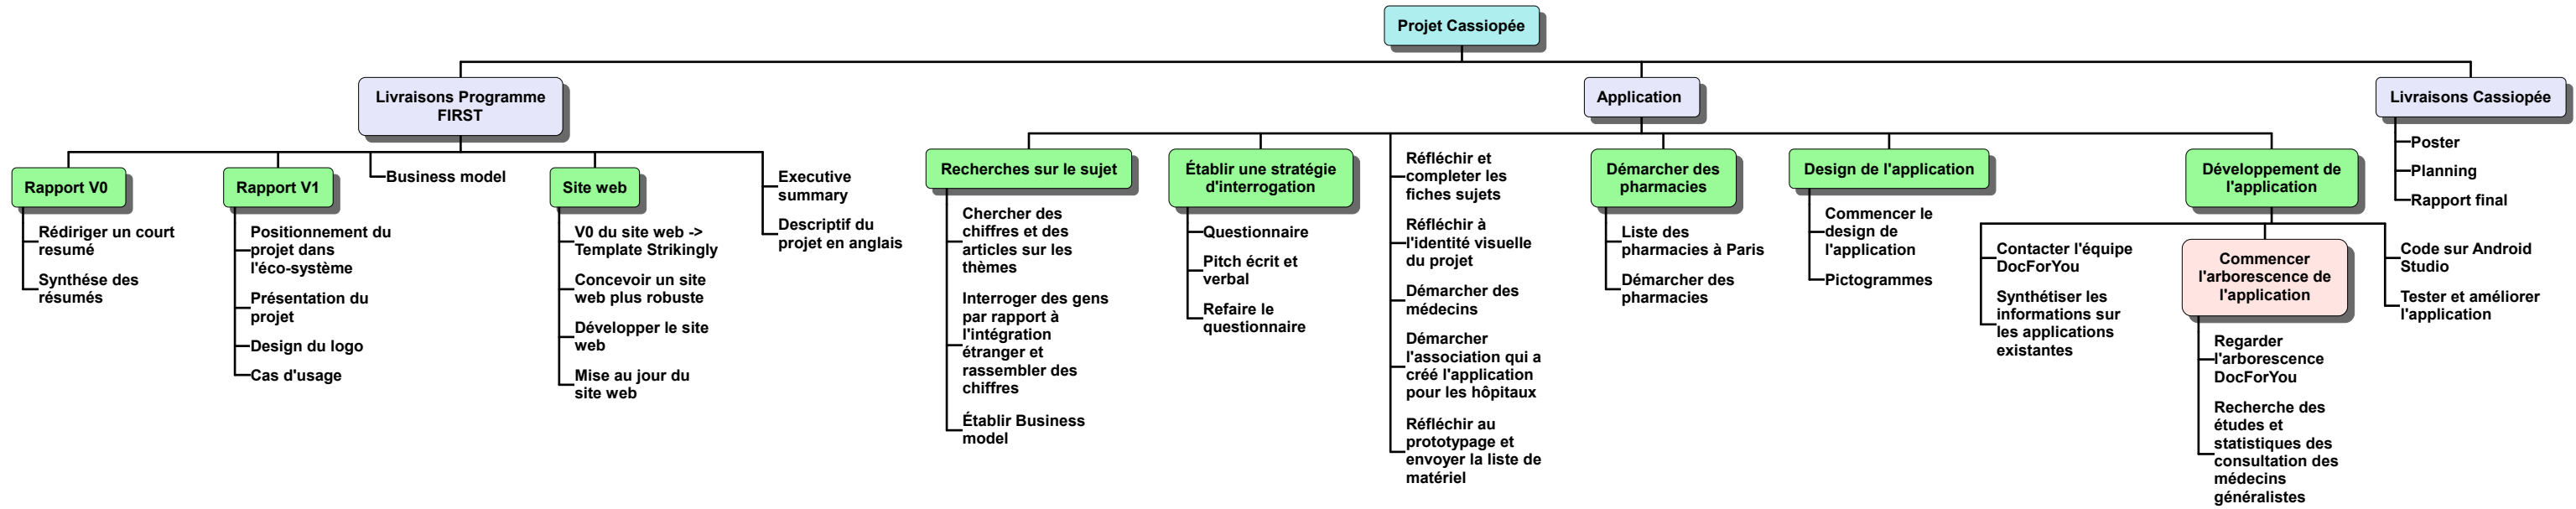 Projet Cassiopée
Livraisons Programme
FIRST
Application
Livraisons Cassiopée
Rapport V0
Rédiriger un court
resumé
Synthése des
résumés
Rapport V1
Positionnement du
projet dans
l'éco-système
Présentation du
projet
Design du logo
Cas d'usage
Business model
Site web
V0 du site web ->
Template Strikingly
Concevoir un site
web plus robuste
Développer le site
web
Mise au jour du
site web
Executive
summary
Descriptif du
projet en anglais
Recherches sur le sujet
Chercher des
chiffres et des
articles sur les
thèmes
Interroger des gens
par rapport à
l'intégration
étranger et
rassembler des
chiffres
Établir Business
model
Établir une stratégie
d'interrogation
Questionnaire
Pitch écrit et
verbal
Refaire le
questionnaire
Réfléchir et
completer les
fiches sujets
Réfléchir à
l'identité visuelle
du projet
Démarcher des
médecins
Démarcher
l'association qui a
créé l'application
pour les hôpitaux
Réfléchir au
prototypage et
envoyer la liste de
matériel
Démarcher des
pharmacies
Liste des
pharmacies à Paris
Démarcher des
pharmacies
Design de l'application
Commencer le
design de
l'application
Pictogrammes
Développement de
l'application
Contacter l'équipe
DocForYou
Synthétiser les
informations sur
les applications
existantes
Commencer
l'arborescence de
l'application
Regarder
l'arborescence
DocForYou
Recherche des
études et
statistiques des
consultation des
médecins
généralistes
Code sur Android
Studio
Tester et améliorer
l'application
Poster
Planning
Rapport final